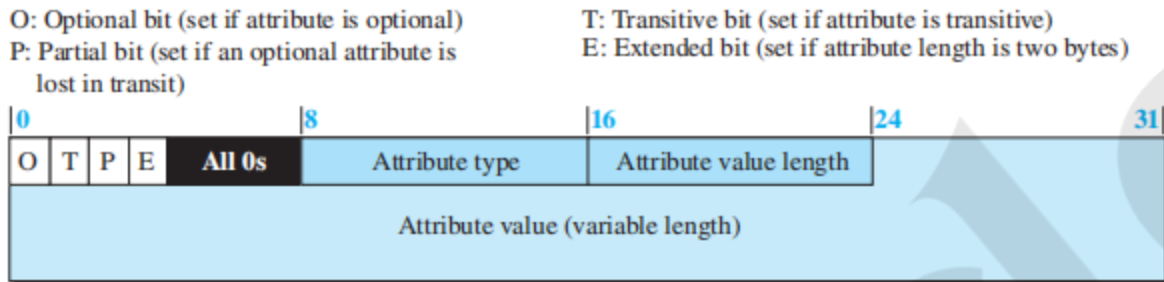 O: Optional bit (set if attribute is optional)
P: Partial bit (set if an optional attribute is
lost in transit)
T: Transitive bit (set if attribute is transitive)
E: Extended bit (set if attribute length is two bytes)
0 8 16 24 31
O T P E All 0s Attribute type Attribute value length
Attribute value (variable length)